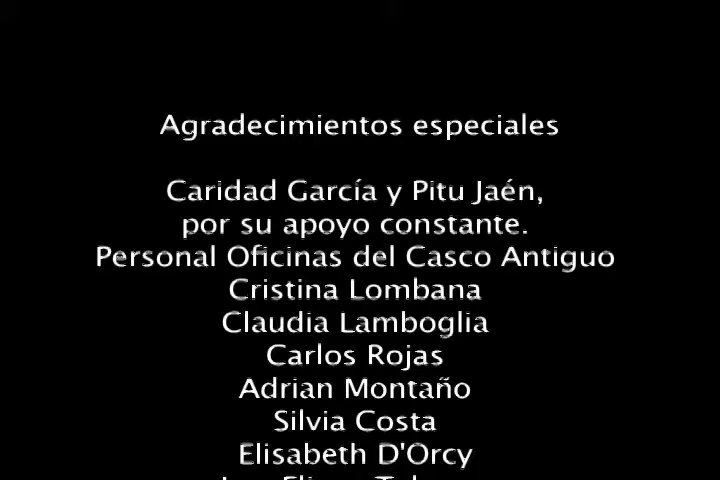 Agradecimientos especiales
Caridad García y Pitu Jaén,
por su apoyo constante.
Personal Oficinas del Casco Antiguo
Cristina Lombana
Claudia Lamboglia
Carlos Rojas
Adrian Montaño
Silvia Costa
Elisabeth D'Orcy